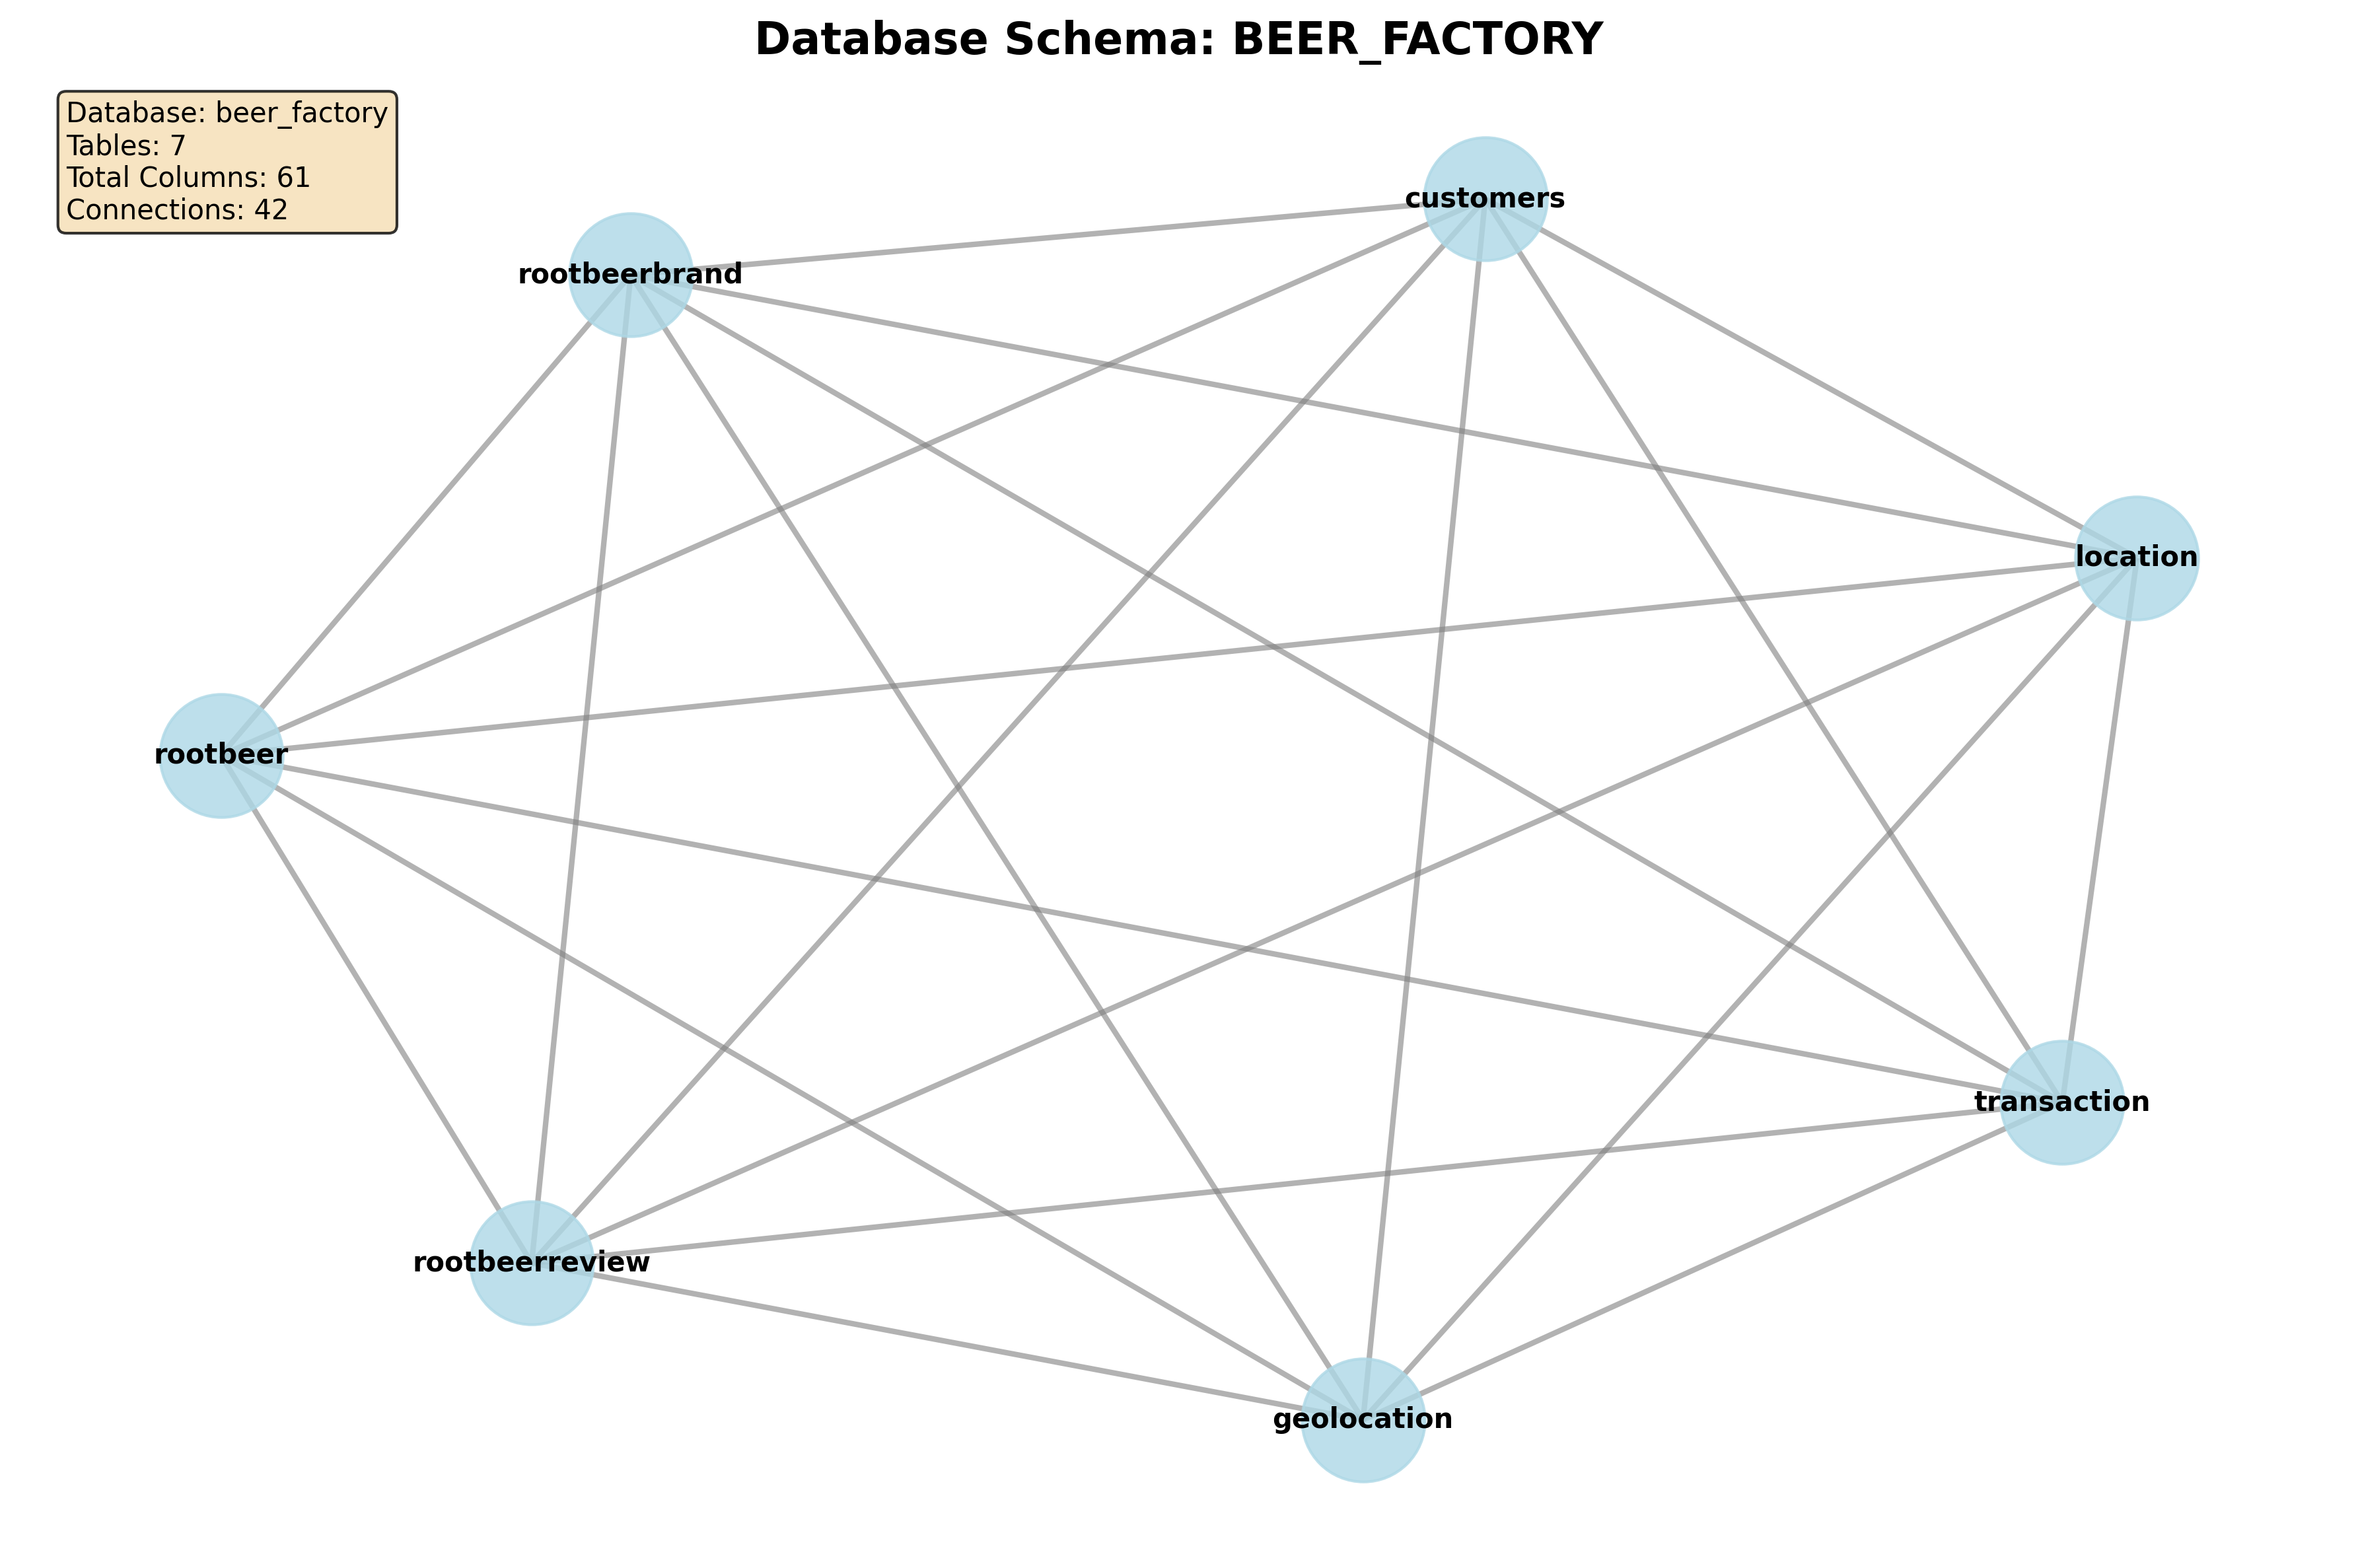 Database Schema: BEER_FACTORY
Database: beer_factory
Tables: 7
Total Columns: 61
Connections: 42
customers
rootbeerbrand
location
rootbeer
transaction
rootbeerreview
geolocation